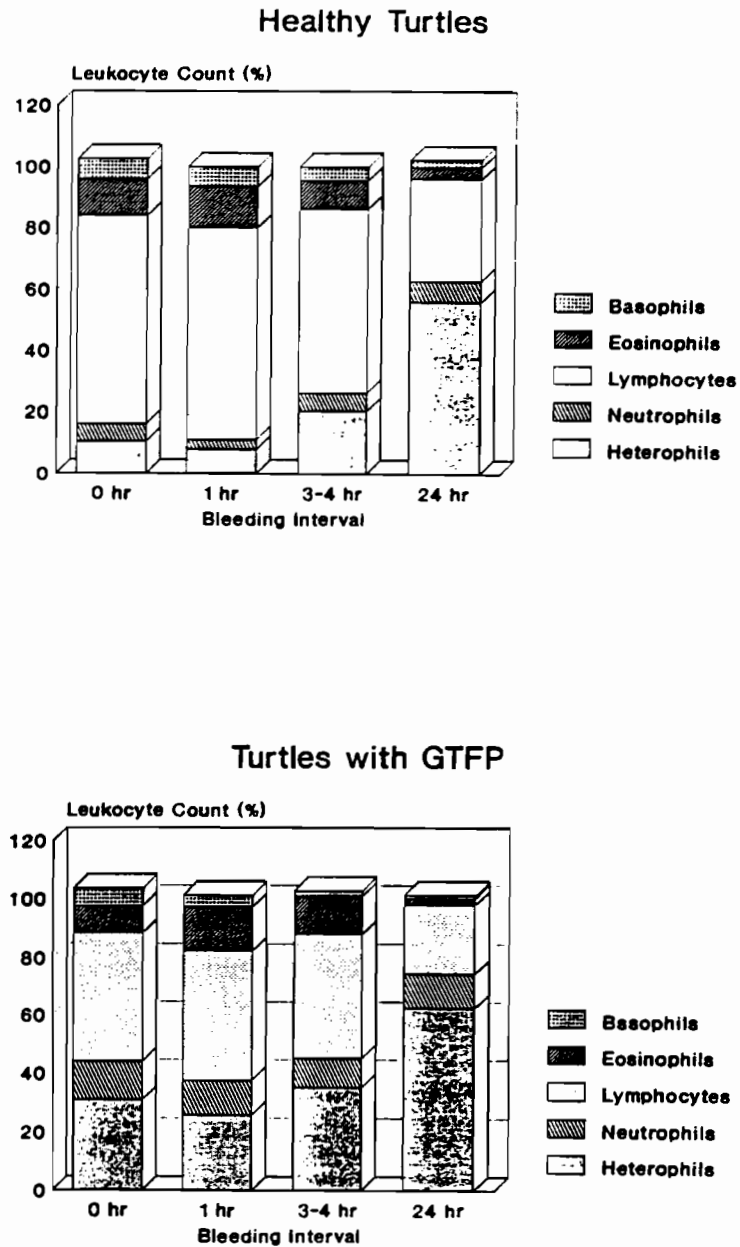 Healthy Turtles
Leukocyte Count (%)
120
100
80
60
40
20
0
0 hr
1 hr
3-4 hr
24 hr
Bleeding Interval
Basophils
Eosinophils
Lymphocytes
Neutrophils
Heterophils
Turtles with GTFP
Leukocyte Count (%)
120
100
80
60
40
20
0
0 hr
1 hr
3-4 hr
24 hr
Bleeding Interval
Bssophils
Eosinophils
Lymphocytes
Neutrophils
Heterophils